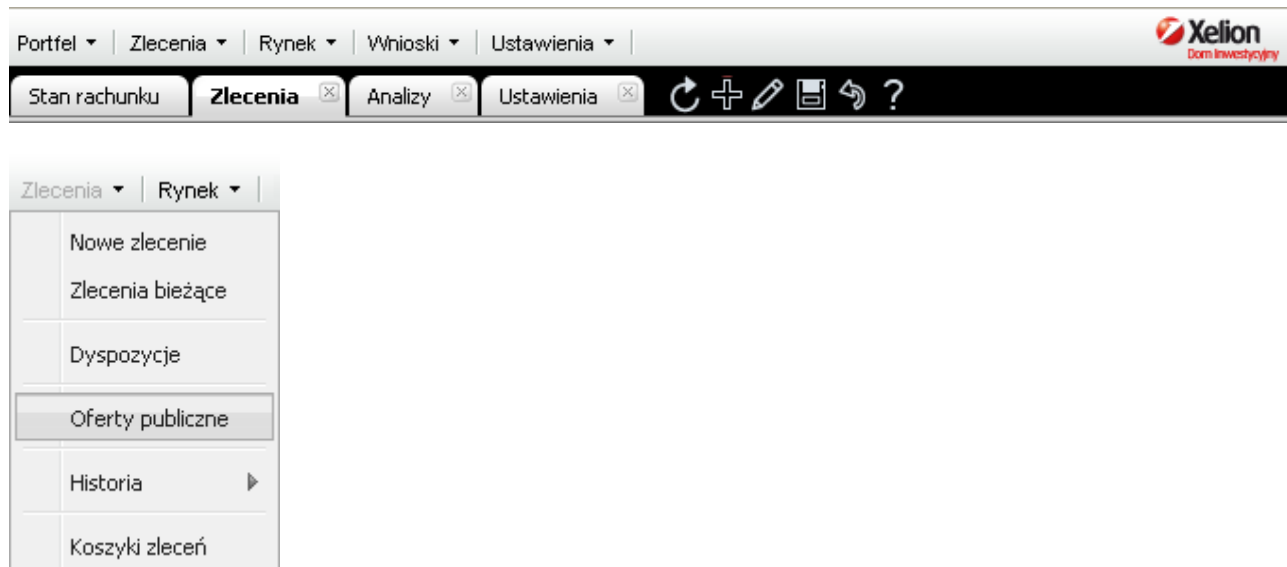 Portfel Zlecenia Rynek Wnioski Ustawienia
Xelion
Dom Inwestycyjny
Stan rachunku Zlecenia Analizy Ustawienia ?
Zlecenia Rynek
Nowe zlecenie
Zlecenia bieżące
Dyspozycje
Oferty publiczne
Historia
Koszyki zleceń